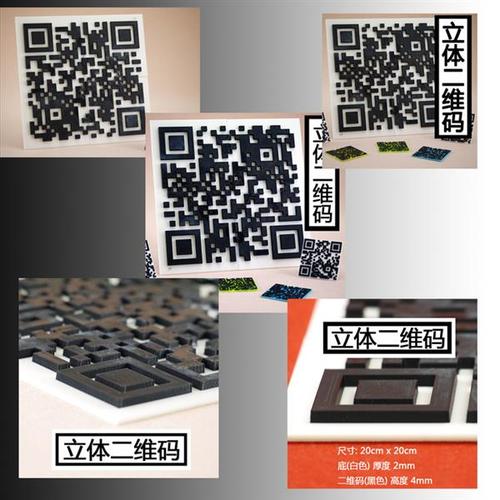 立体二维码
立体二维码
立体二维码
立体二维码
尺寸: 20cm x 20cm
底(白色) 厚度 2mm
二维码(黑色) 高度 4mm